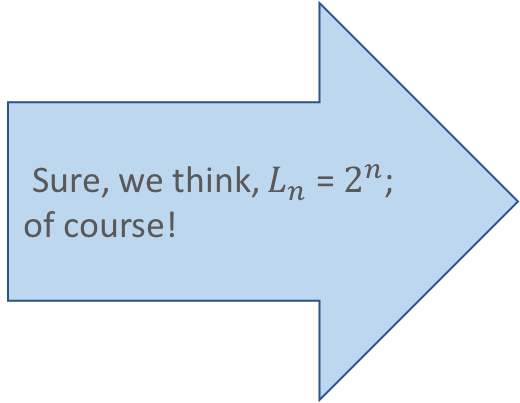 Sure, we think, Lₙ = 2ⁿ;
of course!